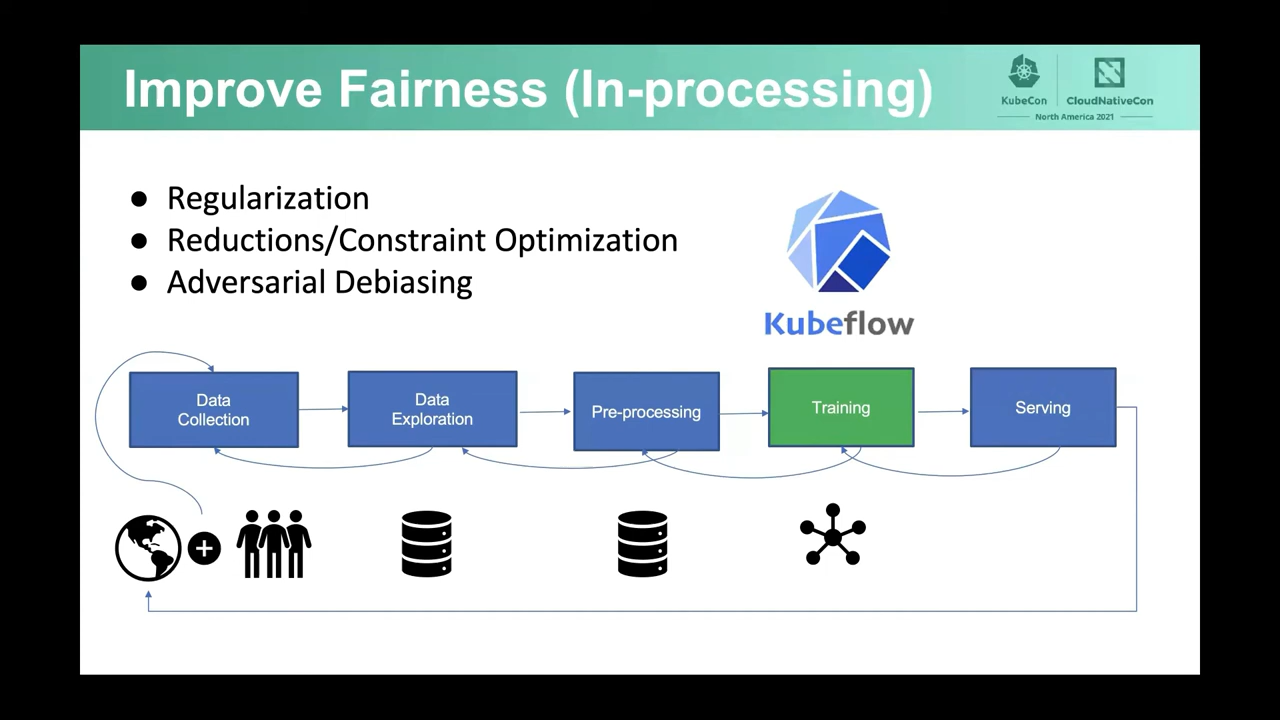 Improve Fairness (In-processing)
KubeCon
CloudNativeCon
North America 2021
● Regularization
● Reductions/Constraint Optimization
● Adversarial Debiasing
Kubeflow
Data
Collection
Data
Exploration
Pre-processing
Training
Serving